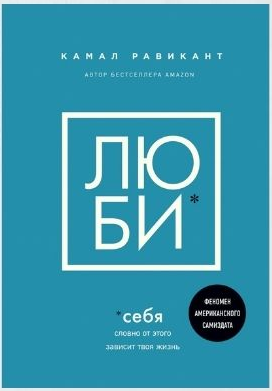 КАМАЛ РАВИКАНТ
АВТОР БЕСТСЕЛЛЕРА AMAZON
ЛЮ
БИ*
*себя
словно от этого
зависит твоя жизнь
ФЕНОМЕН
АМЕРИКАНСКОГО
САМИЗДАТА